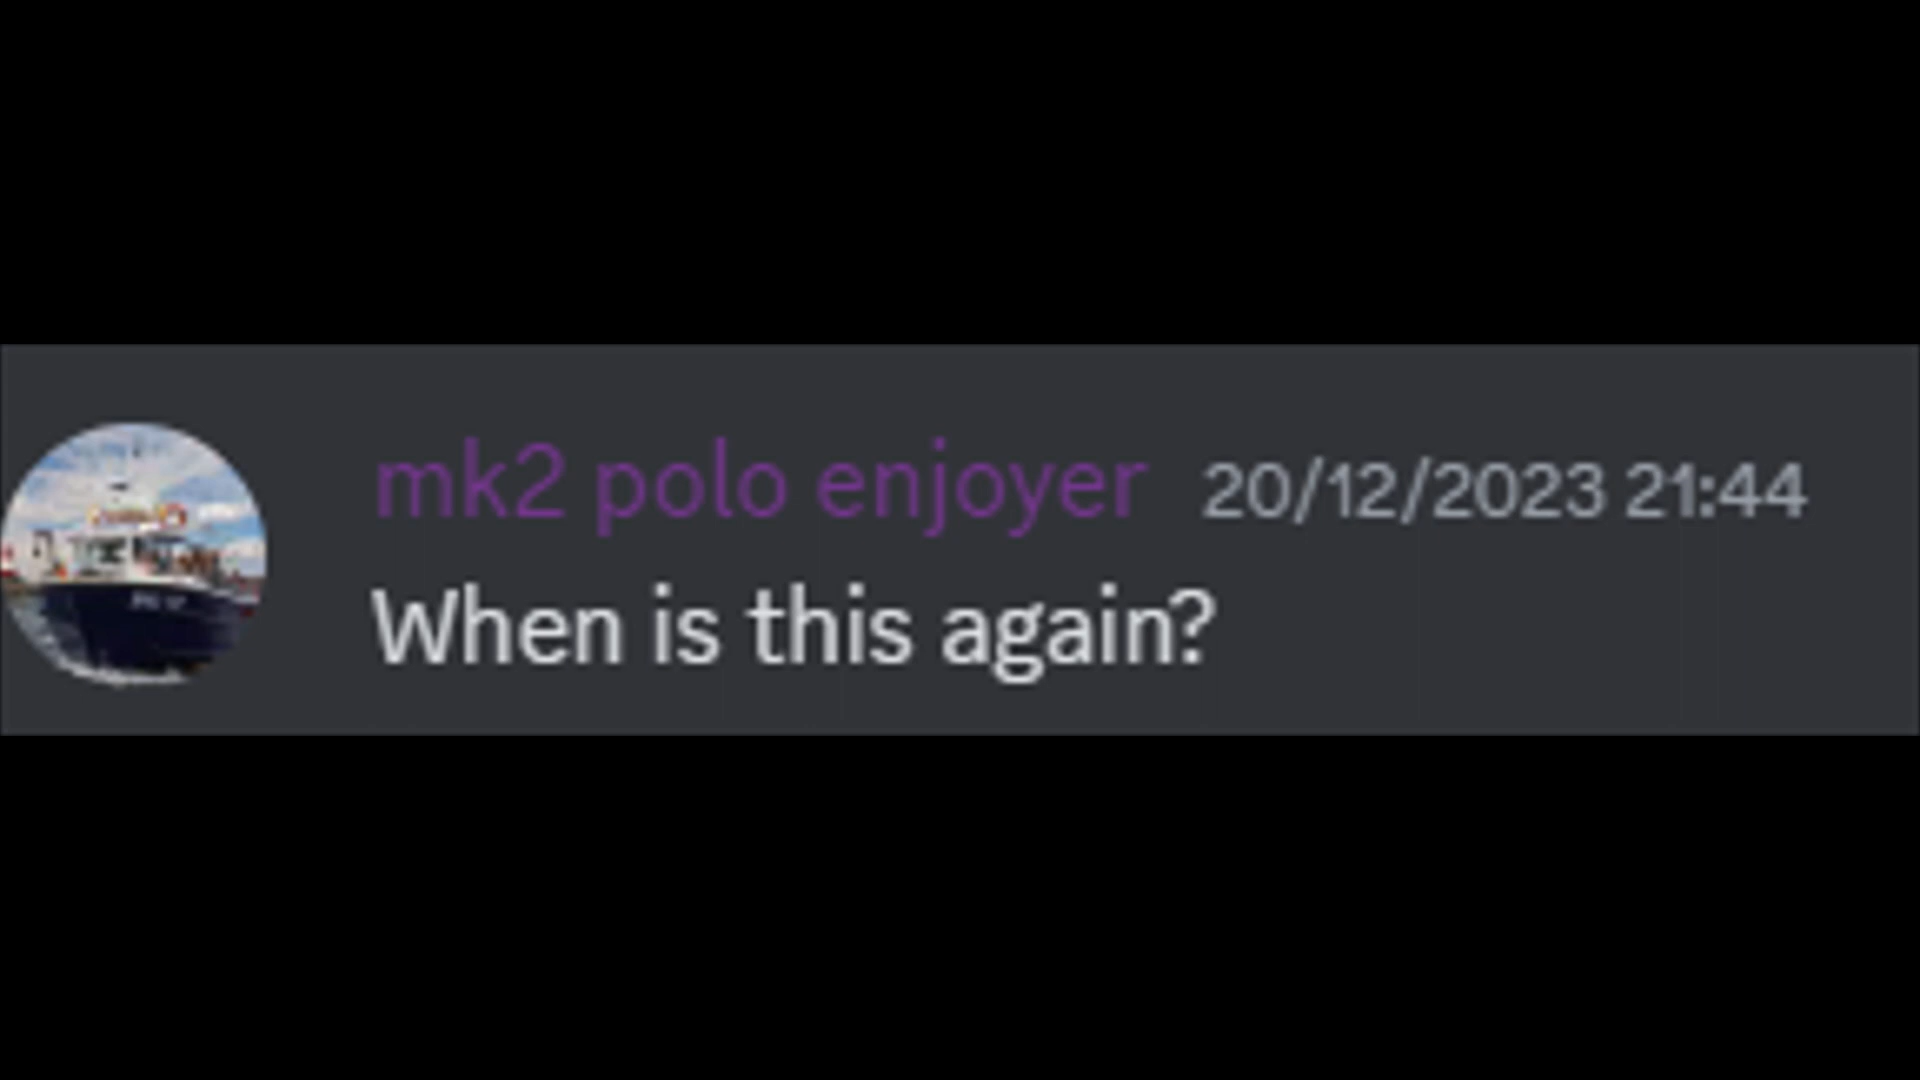 mk2 polo enjoyer 20/12/2023 21:44
When is this again?